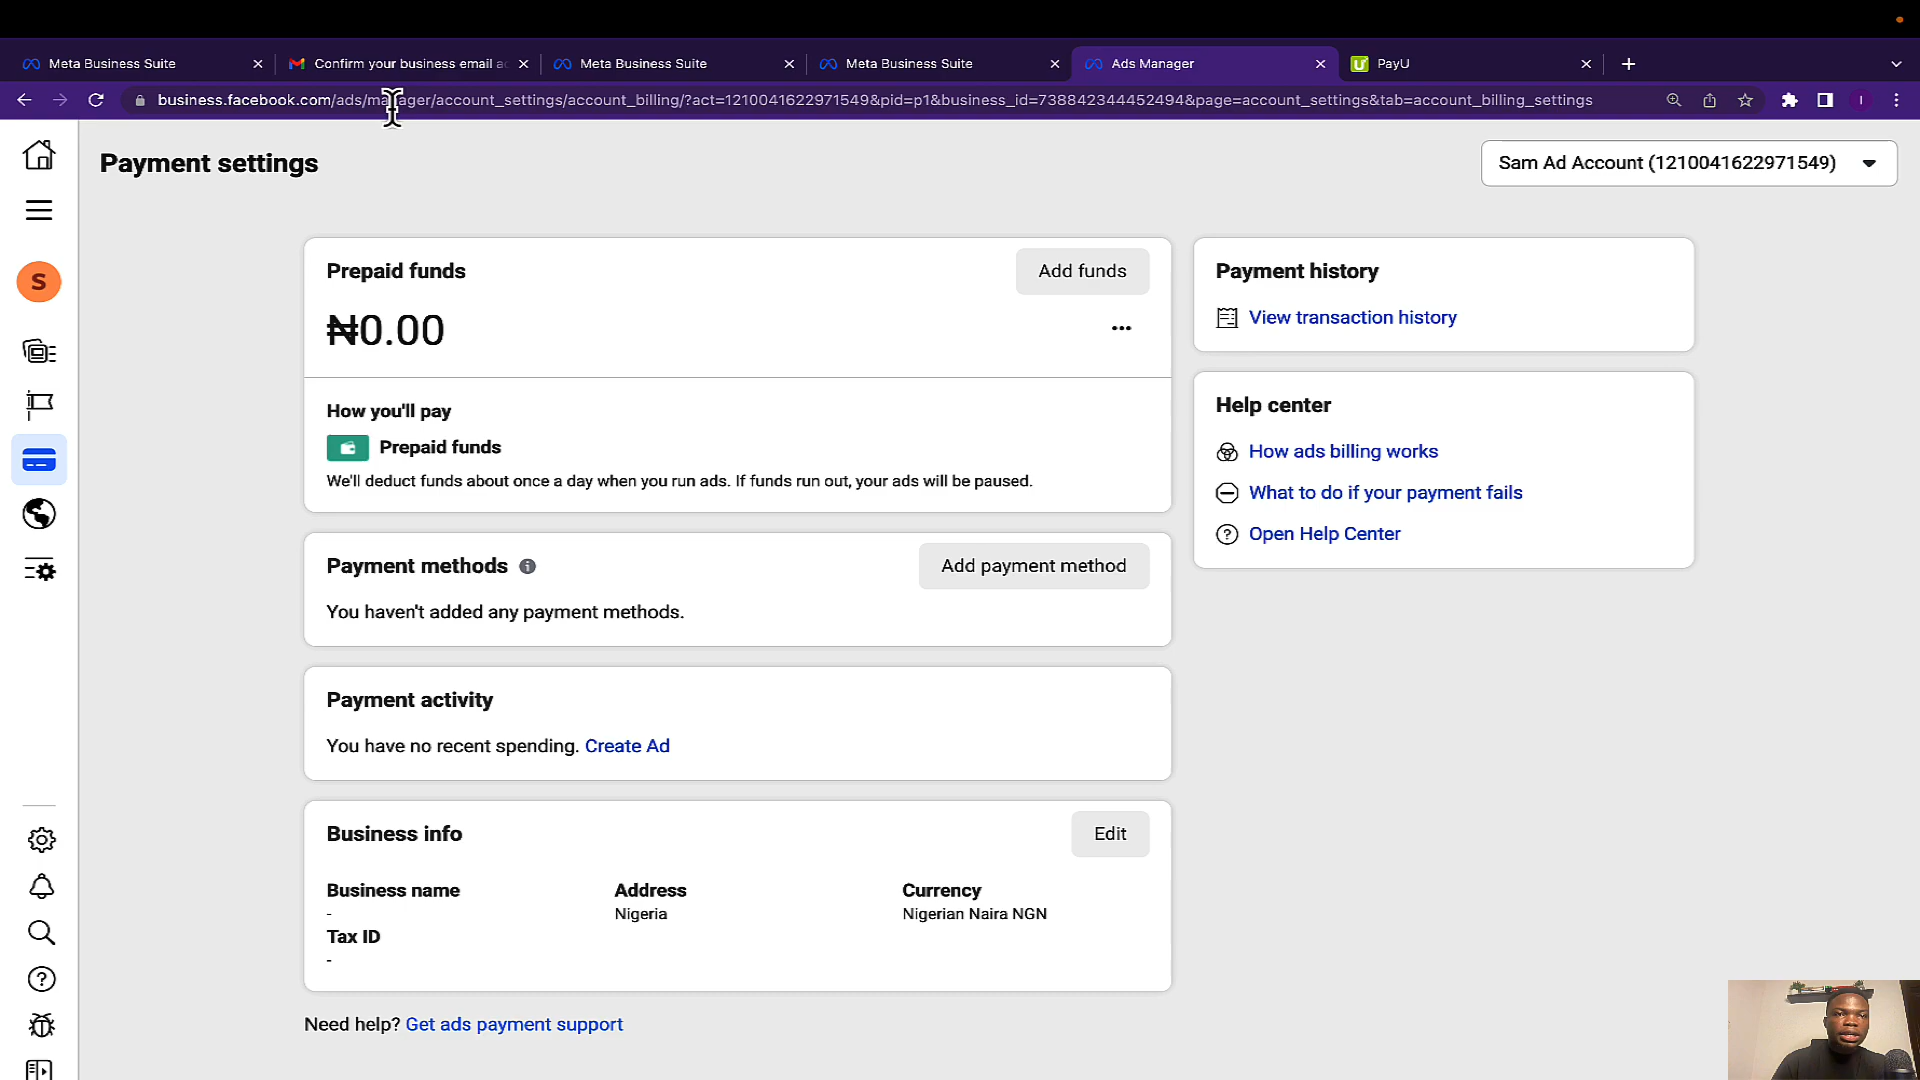 Meta Business Suite
Confirm your business email a
Meta Business Suite
Meta Business Suite
Ads Manager
PayU
business.facebook.com/ads/manager/account_settings/account_billing/?act=1210041622971549&pid=p1&business_id=738842344452494&page=account_settings&tab=account_billing_settings
I
Payment settings
Sam Ad Account (1210041622971549)
S
Prepaid funds
Add funds
₦0.00
How you'll pay
Prepaid funds
We'll deduct funds about once a day when you run ads. If funds run out, your ads will be paused.
Payment methods
Add payment method
You haven't added any payment methods.
Payment activity
You have no recent spending. Create Ad
Business info
Edit
Business name
-
Address
Nigeria
Currency
Nigerian Naira NGN
Tax ID
-
Need help? Get ads payment support
Payment history
View transaction history
Help center
How ads billing works
What to do if your payment fails
Open Help Center